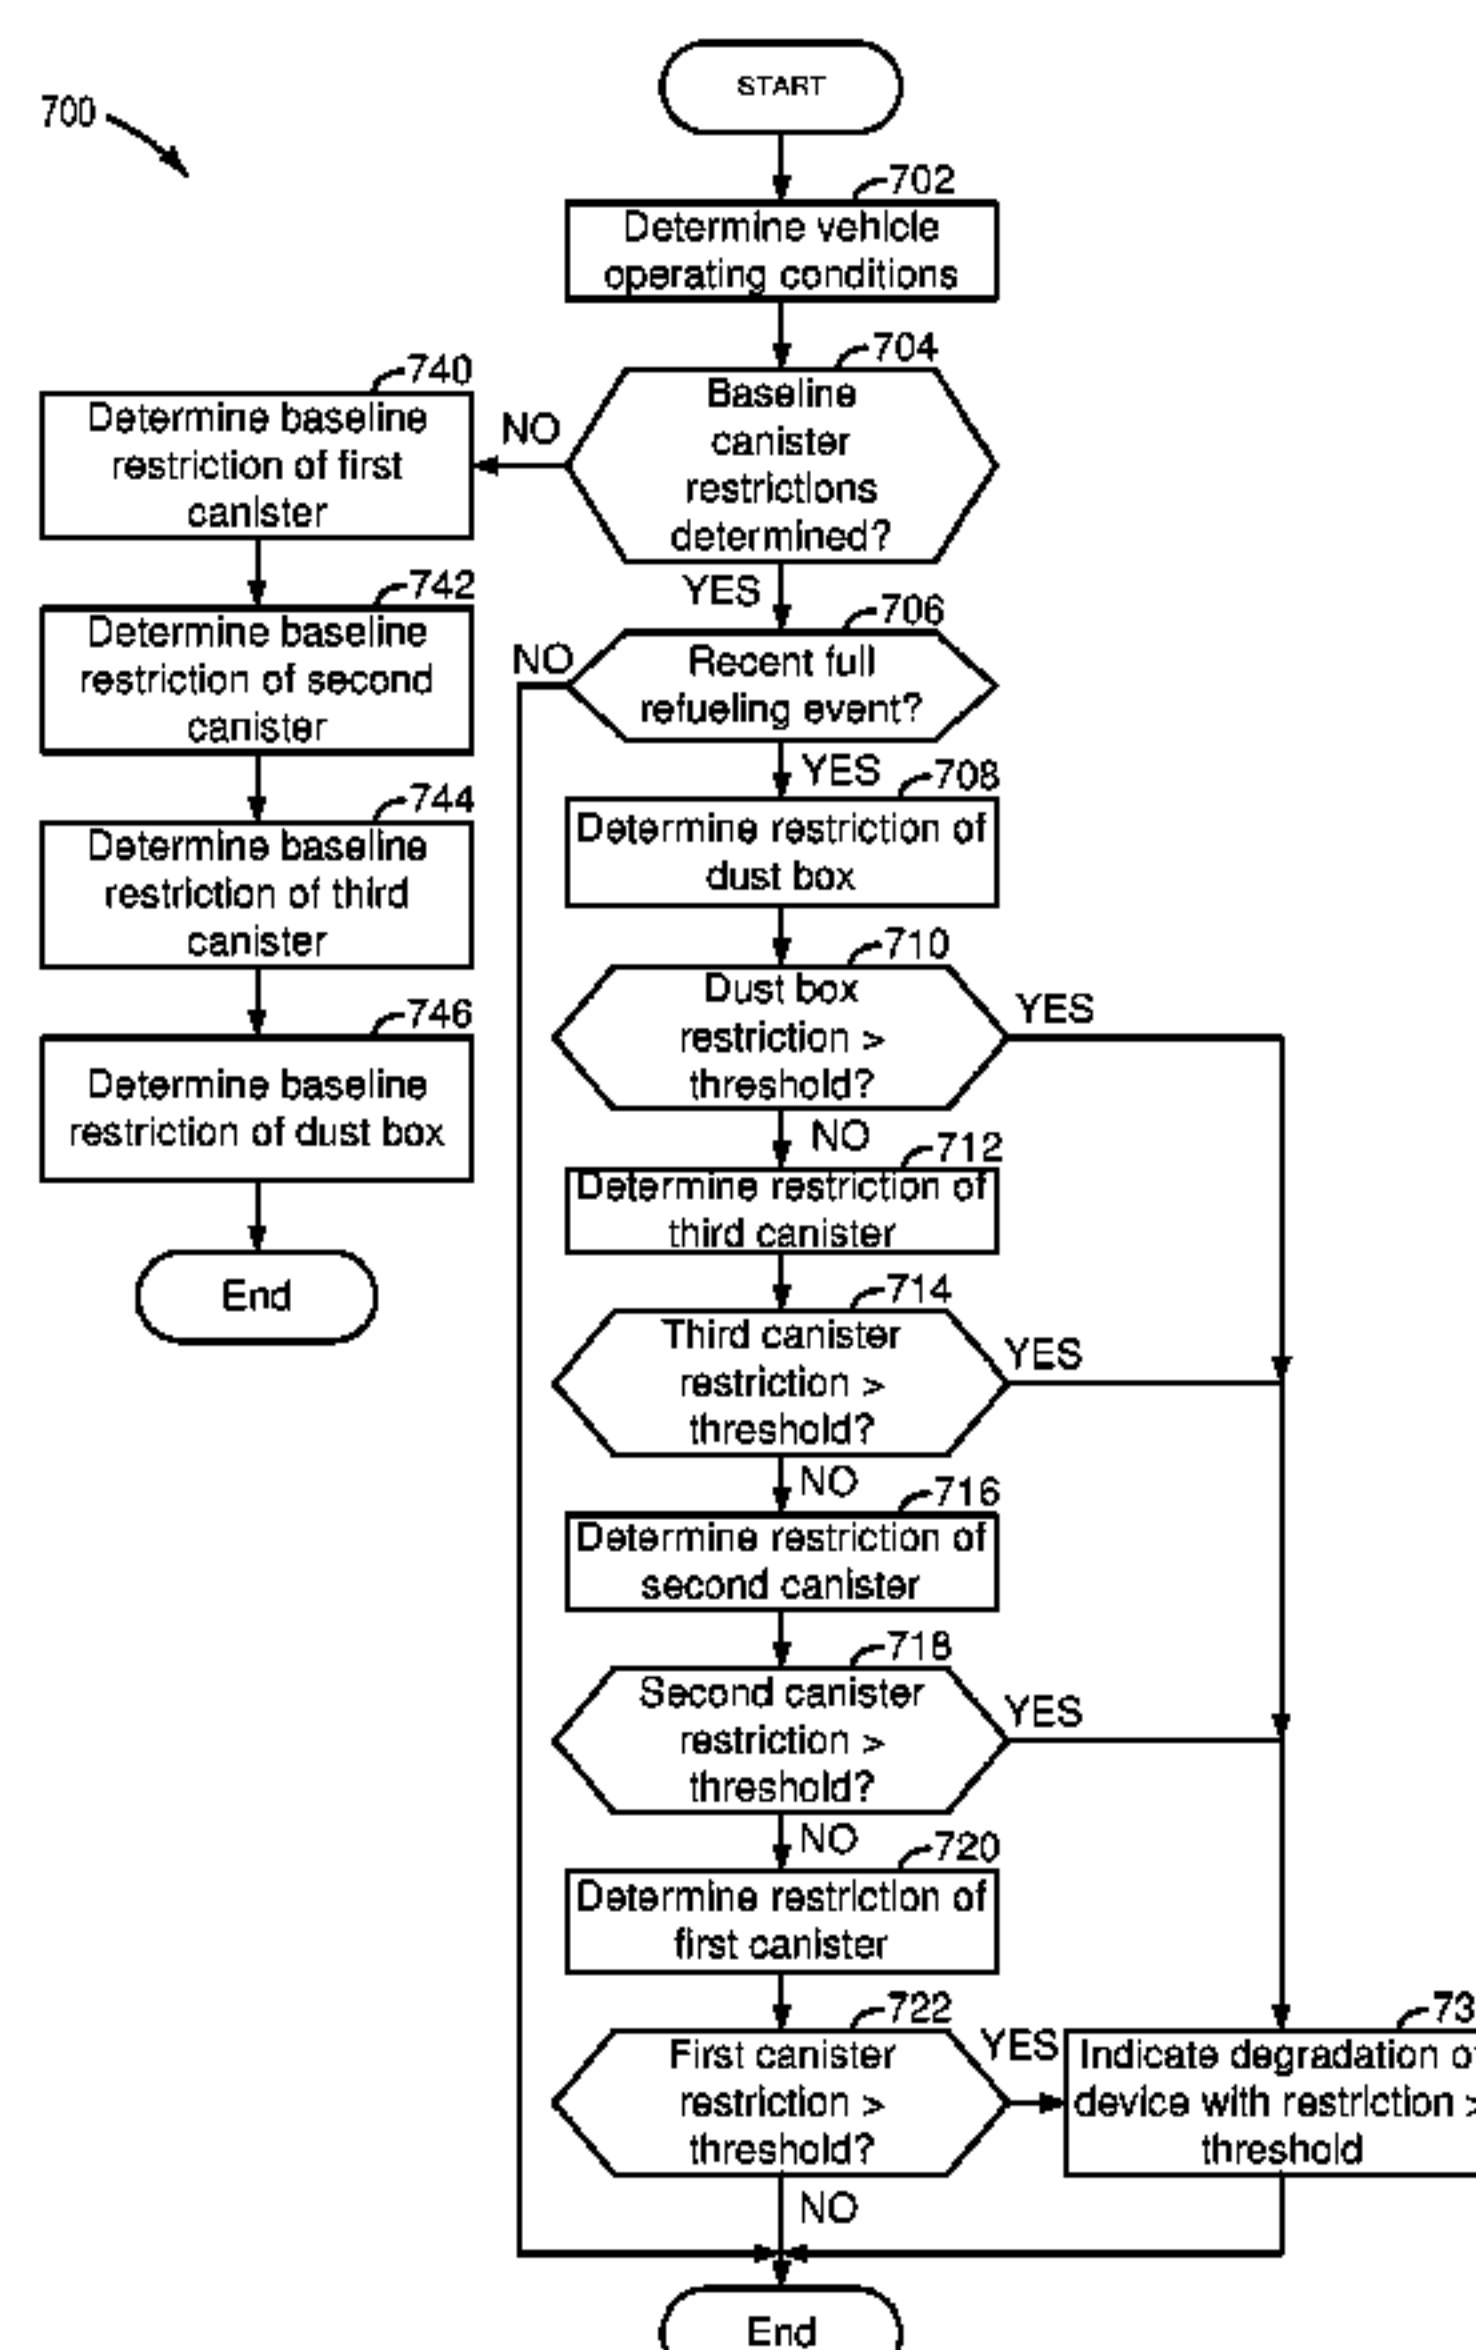 START
700
702
Determine vehicle
operating conditions
704
Baseline
canister
restrictions
determined?
NO
YES
740
Determine baseline
restriction of first
canister
742
Determine baseline
restriction of second
canister
744
Determine baseline
restriction of third
canister
746
Determine baseline
restriction of dust box
End
706
Recent full
refueling event?
NO
YES
708
Determine restriction of
dust box
710
Dust box
restriction >
threshold?
YES
NO
712
Determine restriction of
third canister
714
Third canister
restriction >
threshold?
YES
NO
716
Determine restriction of
second canister
718
Second canister
restriction >
threshold?
YES
NO
720
Determine restriction of
first canister
722
First canister
restriction >
threshold?
YES
NO
Indicate degradation of
device with restriction >
threshold
End